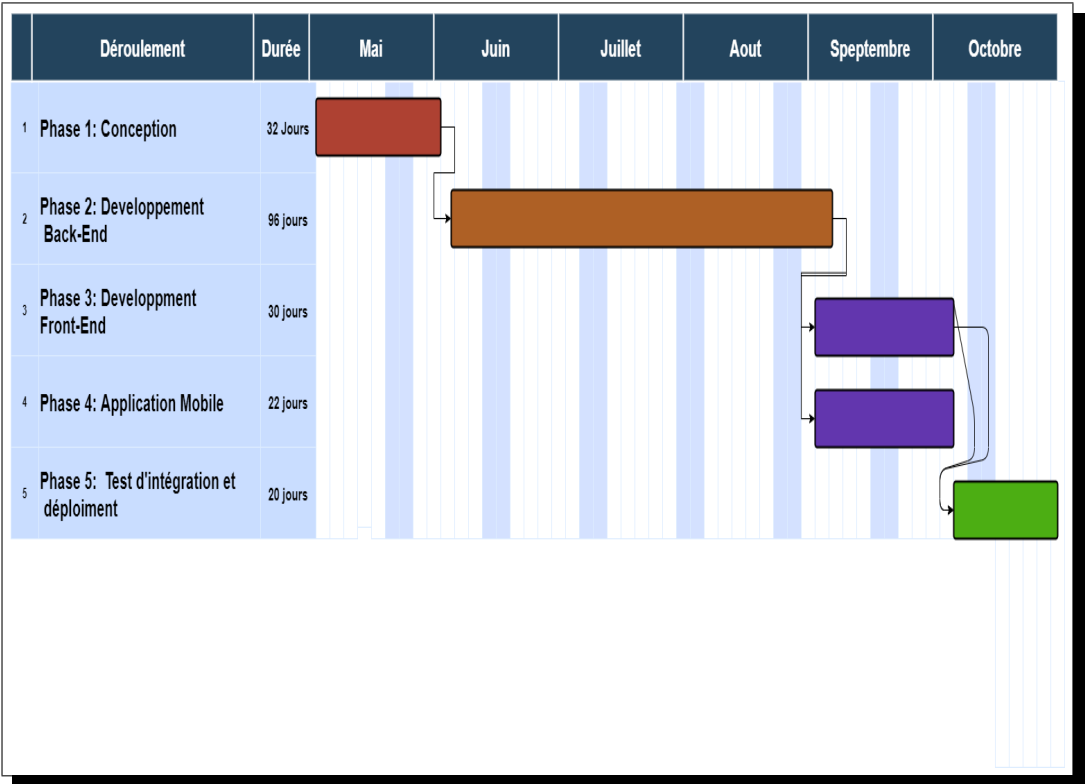 Déroulement Durée Mai Juin Juillet Aout Speptembre Octobre
1 Phase 1: Conception 32 Jours
2 Phase 2: Developpement
Back-End 96 jours
3 Phase 3: Developpment
Front-End 30 jours
4 Phase 4: Application Mobile 22 jours
5 Phase 5: Test d'intégration et
déploiment 20 jours